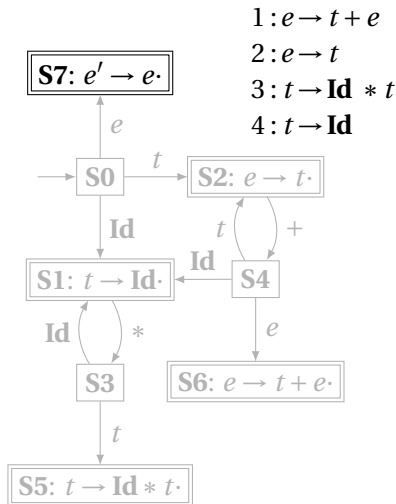 1 : e → t + e
2 : e → t
3 : t → Id * t
4 : t → Id
S7: e′ → e·
e
S0
t
S2: e → t·
Id
t
+
Id
S1: t → Id·
S4
Id
*
e
S3
S6: e → t + e·
t
S5: t → Id * t·